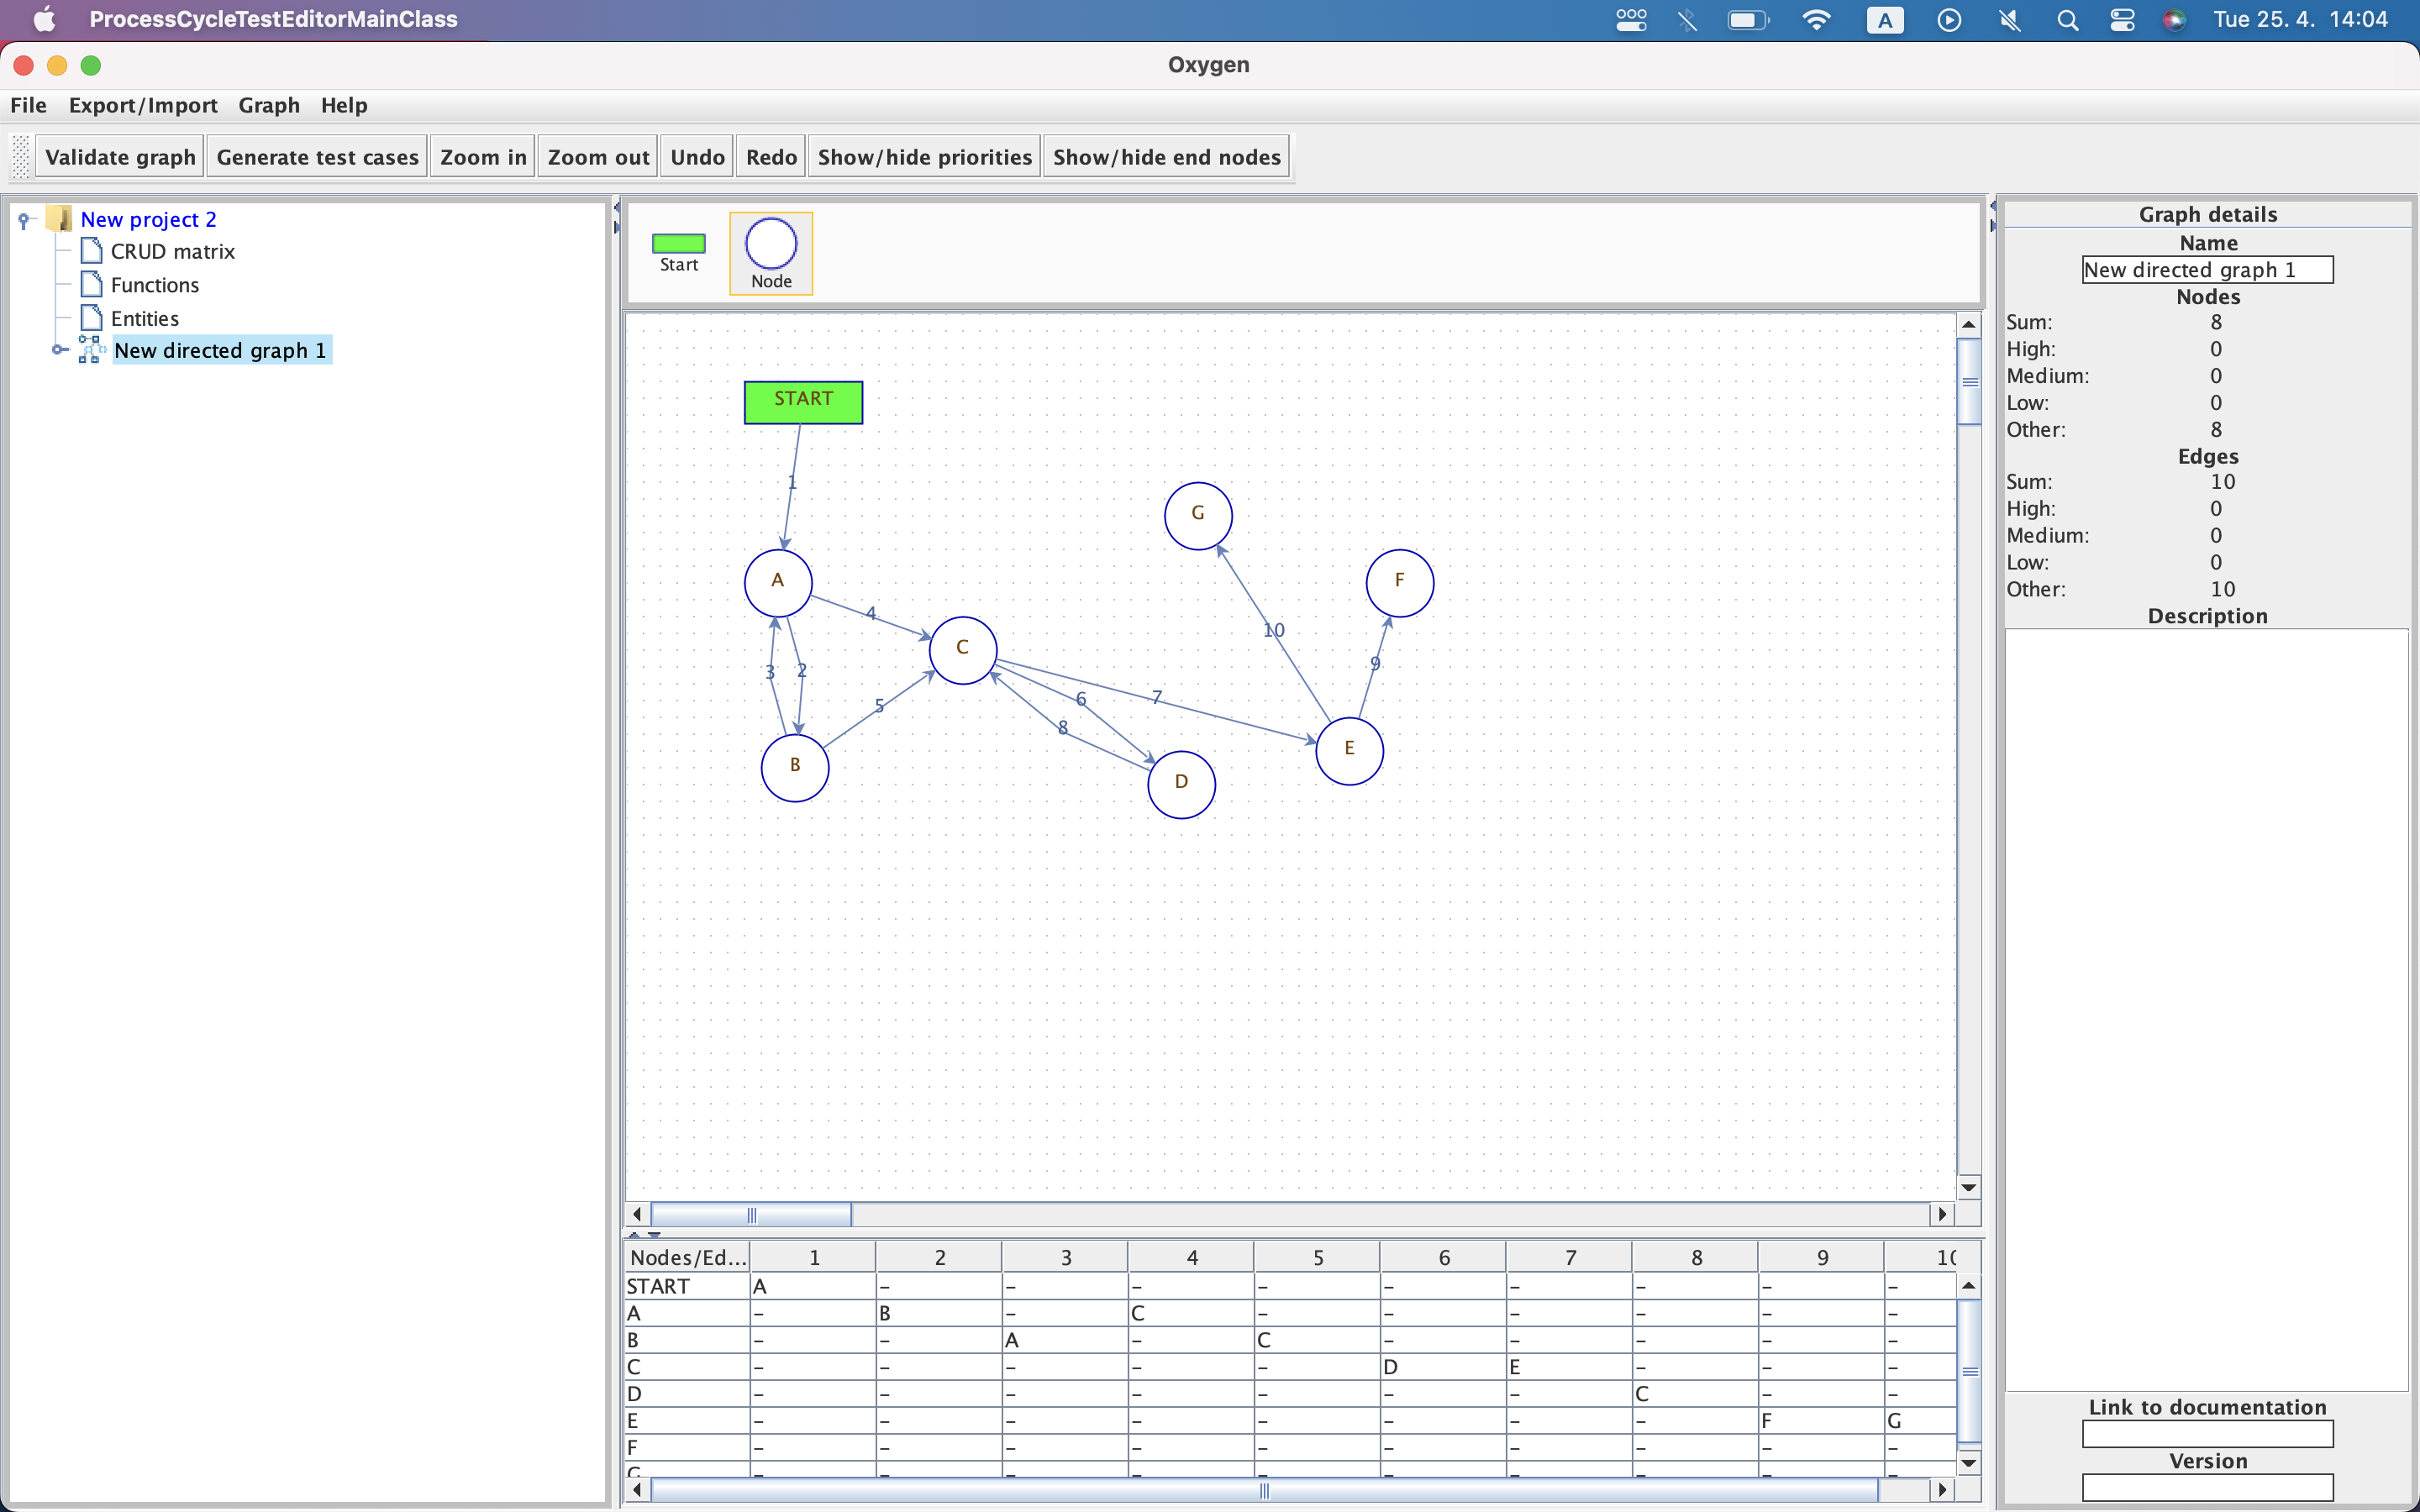 ProcessCycleTestEditorMainClass A Tue 25. 4. 14:04
Oxygen
File Export/Import Graph Help
Validate graph Generate test cases Zoom in Zoom out Undo Redo Show/hide priorities Show/hide end nodes
New project 2
CRUD matrix
Functions
Entities
New directed graph 1
Start
Node
START
1
G
A
F
4
10
C
3
2
9
5
6
7
8
B
E
D
Nodes/Ed... 1 2 3 4 5 6 7 8 9
START A – – – – – – – – –
A – B – C – – – – – –
B – – A – C – – – – –
C – – – – – D E – – –
D – – – – – – – C – –
E – – – – – – – – F G
F – – – – – – – – – –
Graph details
Name
New directed graph 1
Nodes
Sum: 8
High: 0
Medium: 0
Low: 0
Other: 8
Edges
Sum: 10
High: 0
Medium: 0
Low: 0
Other: 10
Description
Link to documentation
Version